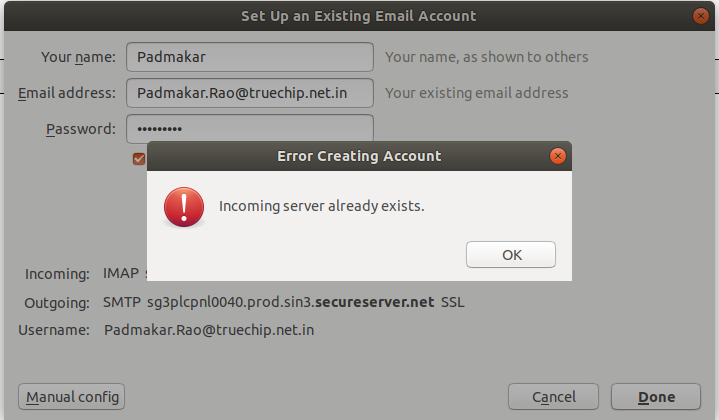 Set Up an Existing Email Account
Your name: Padmakar Your name, as shown to others
Email address: Padmakar.Rao@truechip.net.in Your existing email address
Password: •••••••••
Error Creating Account
Incoming server already exists.
OK
Incoming: IMAP
Outgoing: SMTP sg3plcpnl0040.prod.sin3.secureserver.net SSL
Username: Padmakar.Rao@truechip.net.in
Manual config Cancel Done